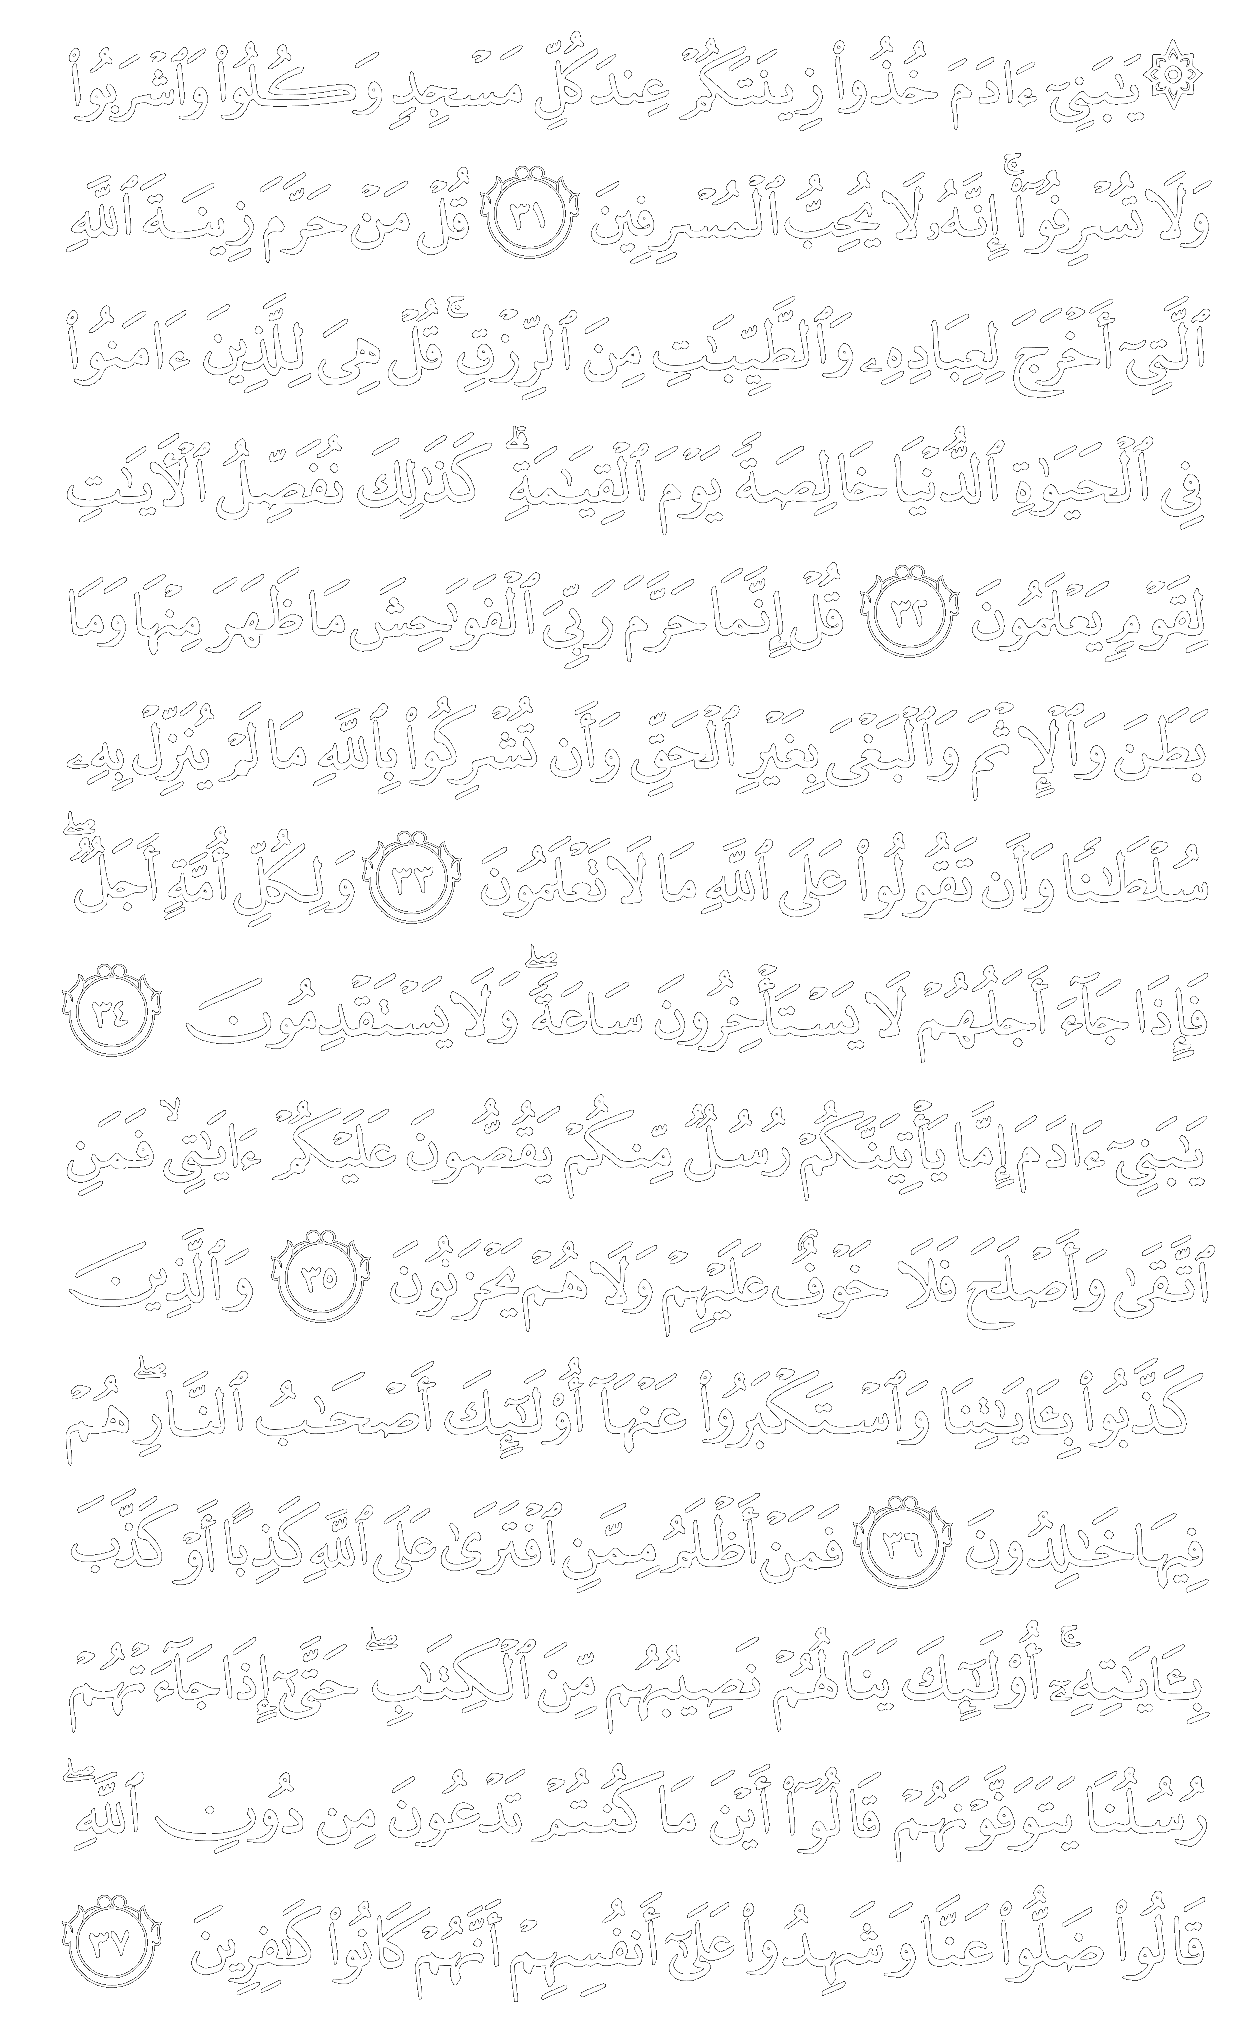 ۞ يَٰبَنِىٓ ءَادَمَ خُذُوا۟ زِينَتَكُمْ عِندَ كُلِّ مَسْجِدٍ وَكُلُوا۟ وَٱشْرَبُوا۟
وَلَا تُسْرِفُوٓا۟ ۚ إِنَّهُۥ لَا يُحِبُّ ٱلْمُسْرِفِينَ ٣١ قُلْ مَنْ حَرَّمَ زِينَةَ ٱللَّهِ
ٱلَّتِىٓ أَخْرَجَ لِعِبَادِهِۦ وَٱلطَّيِّبَٰتِ مِنَ ٱلرِّزْقِ ۚ قُلْ هِىَ لِلَّذِينَ ءَامَنُوا۟
فِى ٱلْحَيَوٰةِ ٱلدُّنْيَا خَالِصَةً يَوْمَ ٱلْقِيَٰمَةِ ۗ كَذَٰلِكَ نُفَصِّلُ ٱلْـَٔايَٰتِ
لِقَوْمٍ يَعْلَمُونَ ٣٢ قُلْ إِنَّمَا حَرَّمَ رَبِّىَ ٱلْفَوَٰحِشَ مَا ظَهَرَ مِنْهَا وَمَا
بَطَنَ وَٱلْإِثْمَ وَٱلْبَغْىَ بِغَيْرِ ٱلْحَقِّ وَأَن تُشْرِكُوا۟ بِٱللَّهِ مَا لَمْ يُنَزِّلْ بِهِۦ
سُلْطَٰنًا وَأَن تَقُولُوا۟ عَلَى ٱللَّهِ مَا لَا تَعْلَمُونَ ٣٣ وَلِكُلِّ أُمَّةٍ أَجَلٌ ۖ
فَإِذَا جَآءَ أَجَلُهُمْ لَا يَسْتَأْخِرُونَ سَاعَةً ۖ وَلَا يَسْتَقْدِمُونَ ٣٤
يَٰبَنِىٓ ءَادَمَ إِمَّا يَأْتِيَنَّكُمْ رُسُلٌ مِّنكُمْ يَقُصُّونَ عَلَيْكُمْ ءَايَٰتِى ۙ فَمَنِ
ٱتَّقَىٰ وَأَصْلَحَ فَلَا خَوْفٌ عَلَيْهِمْ وَلَا هُمْ يَحْزَنُونَ ٣٥ وَٱلَّذِينَ
كَذَّبُوا۟ بِـَٔايَٰتِنَا وَٱسْتَكْبَرُوا۟ عَنْهَآ أُو۟لَٰٓئِكَ أَصْحَٰبُ ٱلنَّارِ ۖ هُمْ
فِيهَا خَٰلِدُونَ ٣٦ فَمَنْ أَظْلَمُ مِمَّنِ ٱفْتَرَىٰ عَلَى ٱللَّهِ كَذِبًا أَوْ كَذَّبَ
بِـَٔايَٰتِهِۦٓ ۚ أُو۟لَٰٓئِكَ يَنَالُهُمْ نَصِيبُهُم مِّنَ ٱلْكِتَٰبِ ۖ حَتَّىٰٓ إِذَا جَآءَتْهُمْ
رُسُلُنَا يَتَوَفَّوْنَهُمْ قَالُوٓا۟ أَيْنَ مَا كُنتُمْ تَدْعُونَ مِن دُونِ ٱللَّهِ ۖ
قَالُوا۟ ضَلُّوا۟ عَنَّا وَشَهِدُوا۟ عَلَىٰٓ أَنفُسِهِمْ أَنَّهُمْ كَانُوا۟ كَٰفِرِينَ ٣٧